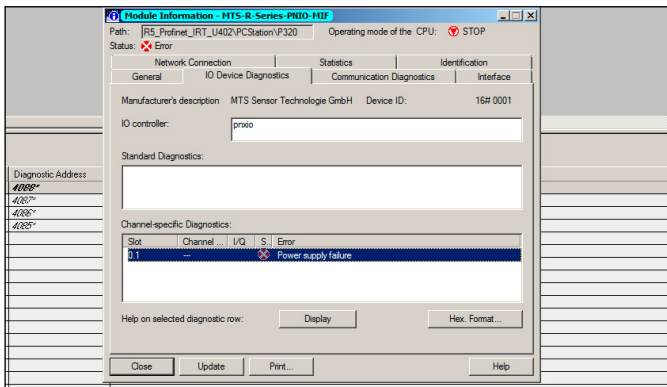 Module Information - MTS-R-Series-PNIO-MIF
Path: R5_Profinet_IRT_U402\PCStation\P320 Operating mode of the CPU: STOP
Status: Error
Network Connection Statistics Identification
General IO Device Diagnostics Communication Diagnostics Interface
Manufacturer's description MTS Sensor Technologie GmbH Device ID: 16# 0001
IO controller: pnxio
Standard Diagnostics:
Diagnostic Address
4088*
4087*
4086*
4085*
Channel-specific Diagnostics:
Slot Channel ... I/Q S.. Error
0.1 --- Power supply failure
Help on selected diagnostic row: Display Hex. Format...
Close Update Print... Help